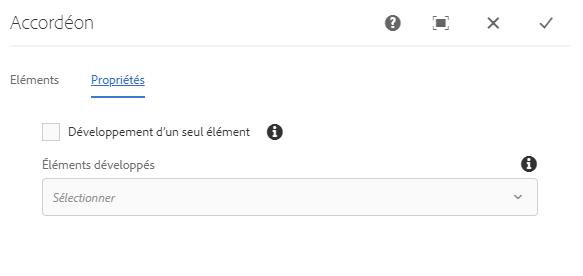 Accordéon
Eléments Propriétés
Développement d'un seul élément
Éléments développés
Sélectionner